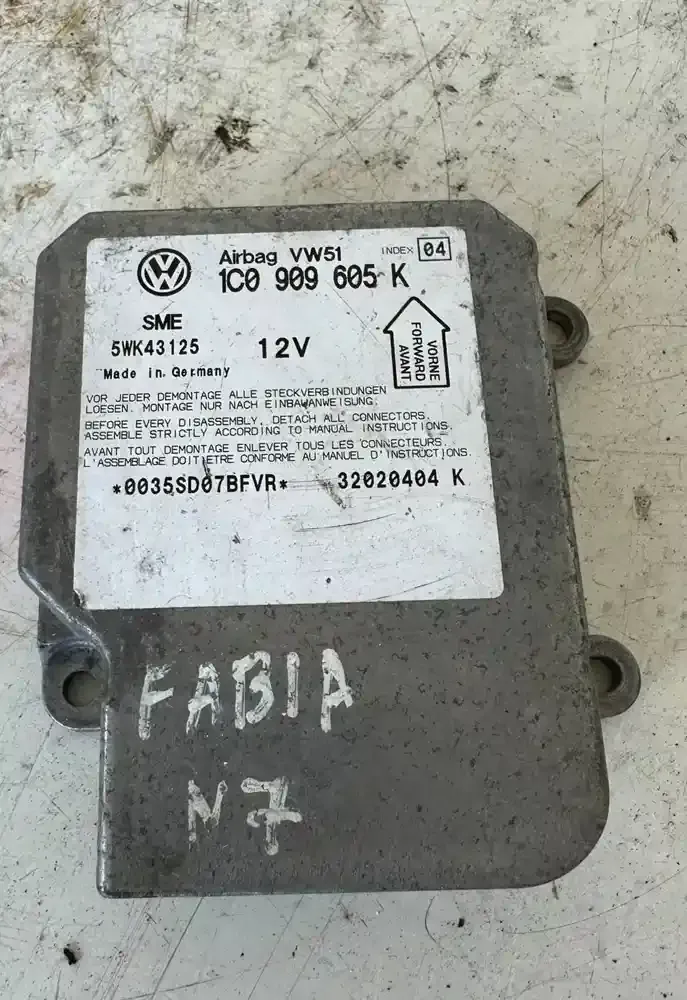 Airbag VW51 INDEX 04
1C0 909 605 K
SME
5WK43125 12V
Made in Germany
VORNE
FORWARD
AVANT
VOR JEDER DEMONTAGE ALLE STECKVERBINDUNGEN
LOESEN. MONTAGE NUR NACH EINBAUANWEISUNG.
BEFORE EVERY DISASSEMBLY, DETACH ALL CONNECTORS.
ASSEMBLE STRICTLY ACCORDING TO MANUAL INSTRUCTIONS.
AVANT TOUT DEMONTAGE ENLEVER TOUS LES CONNECTEURS.
L'ASSEMBLAGE DOIT ETRE CONFORME AU MANUEL D'INSTRUCTIONS.
*0035SD07BFVR* 32020404 K
FABIA
N7